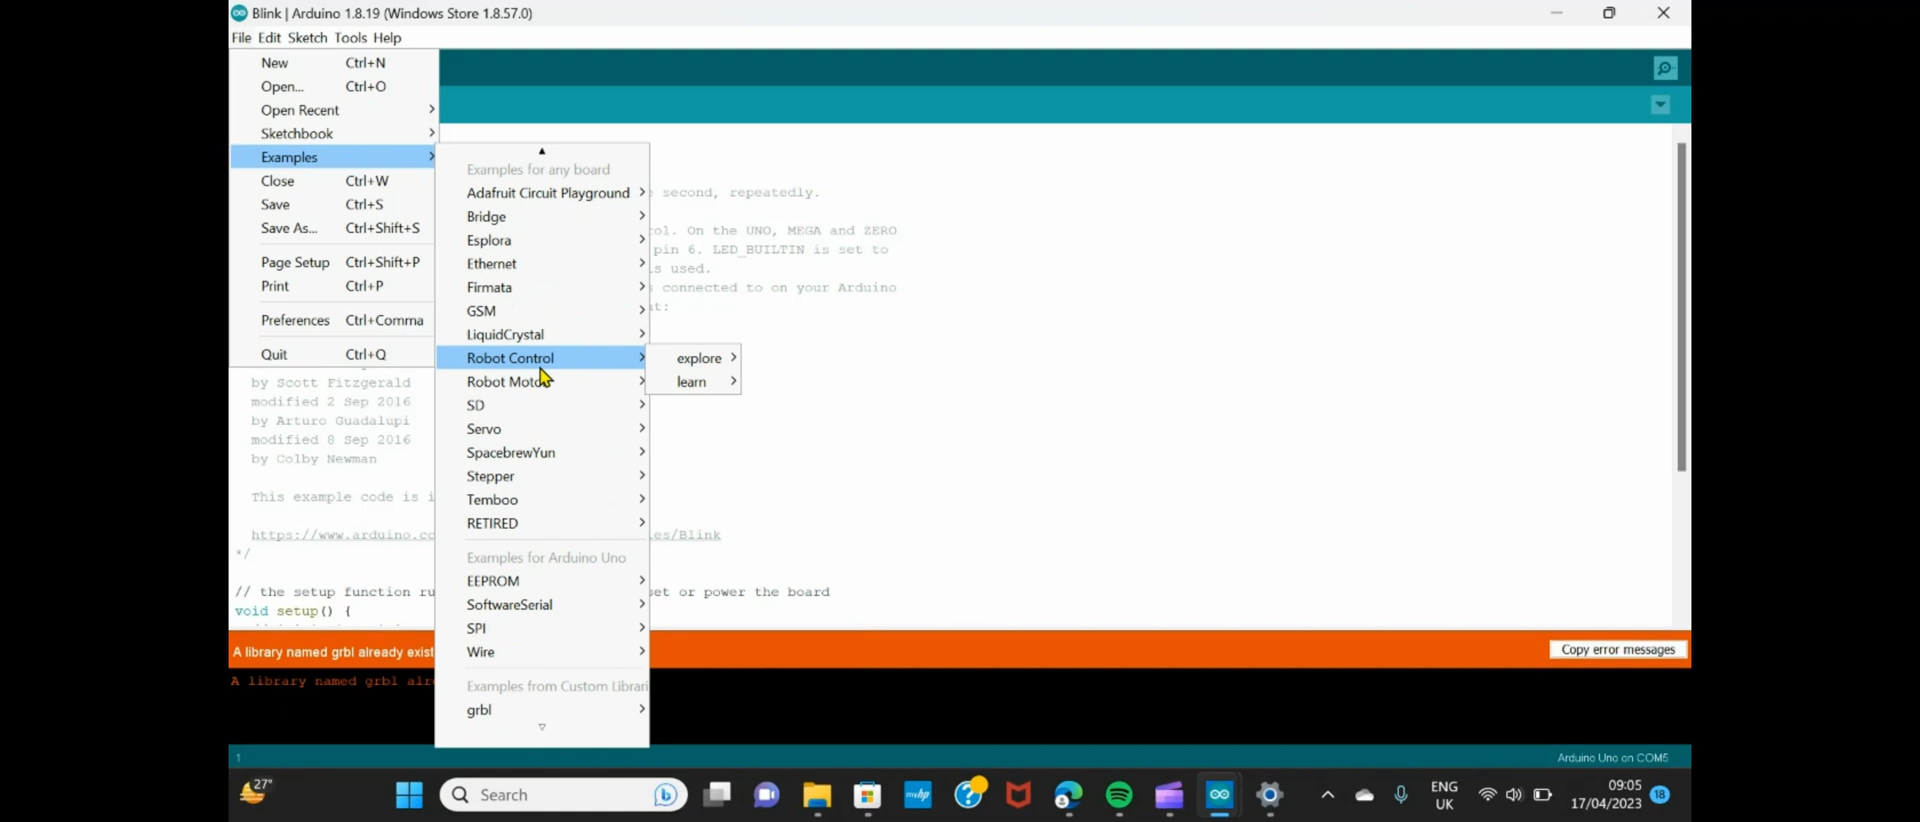 Blink | Arduino 1.8.19 (Windows Store 1.8.57.0)
File Edit Sketch Tools Help
New Ctrl+N
Open... Ctrl+O
Open Recent
Sketchbook
Examples
Close Ctrl+W
Save Ctrl+S
Save As... Ctrl+Shift+S
Page Setup Ctrl+Shift+P
Print Ctrl+P
Preferences Ctrl+Comma
Quit Ctrl+Q
Examples for any board
Adafruit Circuit Playground
Bridge
Esplora
Ethernet
Firmata
GSM
LiquidCrystal
Robot Control
Robot Motor
SD
Servo
SpacebrewYun
Stepper
Temboo
RETIRED
Examples for Arduino Uno
EEPROM
SoftwareSerial
SPI
Wire
Examples from Custom Librari
grbl
explore
learn
second, repeatedly.
ol. On the UNO, MEGA and ZERO
pin 6. LED_BUILTIN is set to
s used.
connected to on your Arduino
t:
by Scott Fitzgerald
modified 2 Sep 2016
by Arturo Guadalupi
modified 8 Sep 2016
by Colby Newman
This example code is i
https://www.arduino.cc es/Blink
*/
// the setup function ru et or power the board
void setup() {
A library named grbl already exist
Copy error messages
A library named grbl alr
1
Arduino Uno on COM5
27°
Search
myhp
ENG
UK
09:05
17/04/2023
18